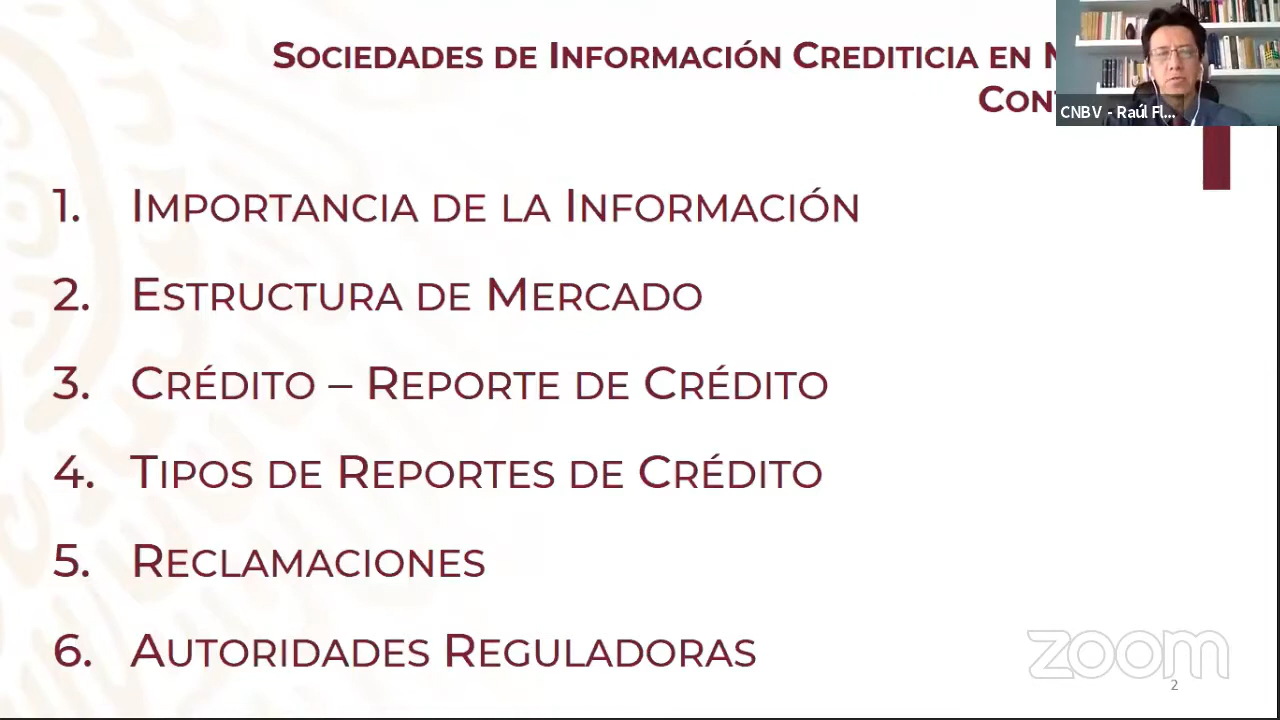 SOCIEDADES DE INFORMACIÓN CREDITICIA EN
CNBV - Raúl Fl...
1. IMPORTANCIA DE LA INFORMACIÓN
2. ESTRUCTURA DE MERCADO
3. CRÉDITO – REPORTE DE CRÉDITO
4. TIPOS DE REPORTES DE CRÉDITO
5. RECLAMACIONES
6. AUTORIDADES REGULADORAS
zoom
2